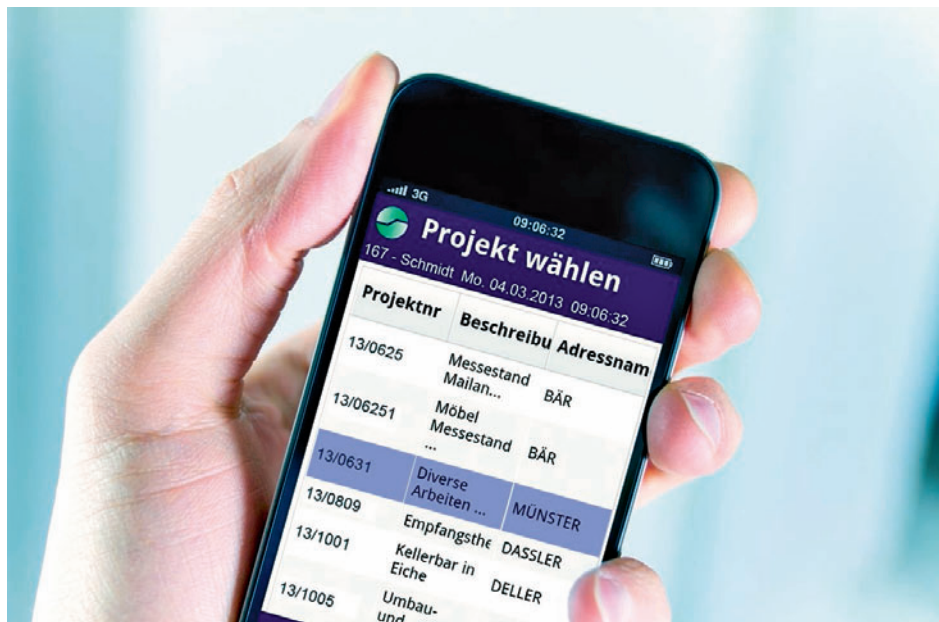 3G 09:06:32
Projekt wählen
167 - Schmidt Mo. 04.03.2013 09:06:32
Projektnr Beschreibu Adressnam
13/0625 Messestand BÄR
Mailan...
13/06251 Möbel BÄR
Messestand
...
13/0631 Diverse MÜNSTER
Arbeiten ...
13/0809 Empfangsthe DASSLER
13/1001 Kellerbar in DELLER
Eiche
13/1005 Umbau-
und